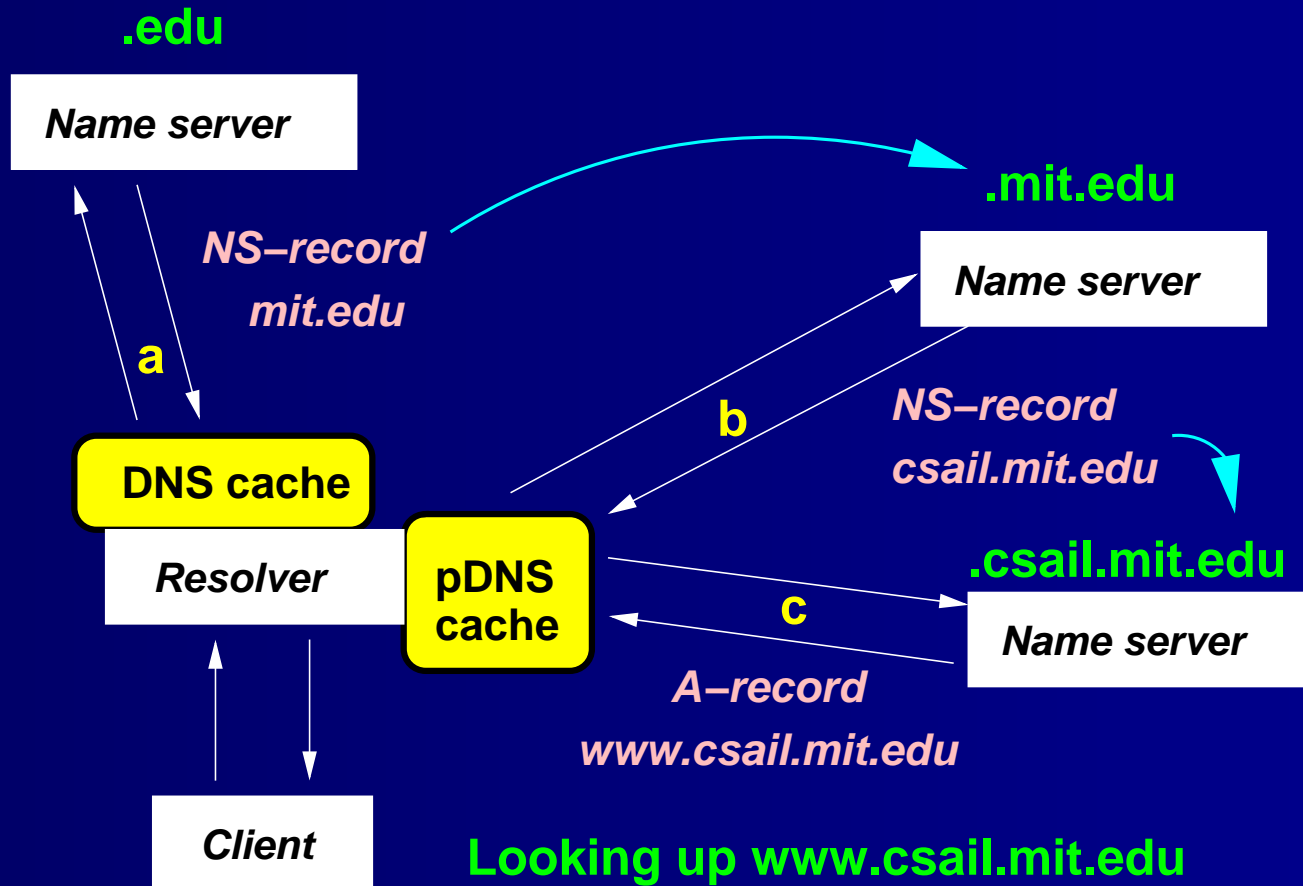 .edu
Name server
NS–record
mit.edu
a
.mit.edu
Name server
b
NS–record
csail.mit.edu
DNS cache
Resolver
pDNS
cache
.csail.mit.edu
Name server
c
A–record
www.csail.mit.edu
Client
Looking up www.csail.mit.edu